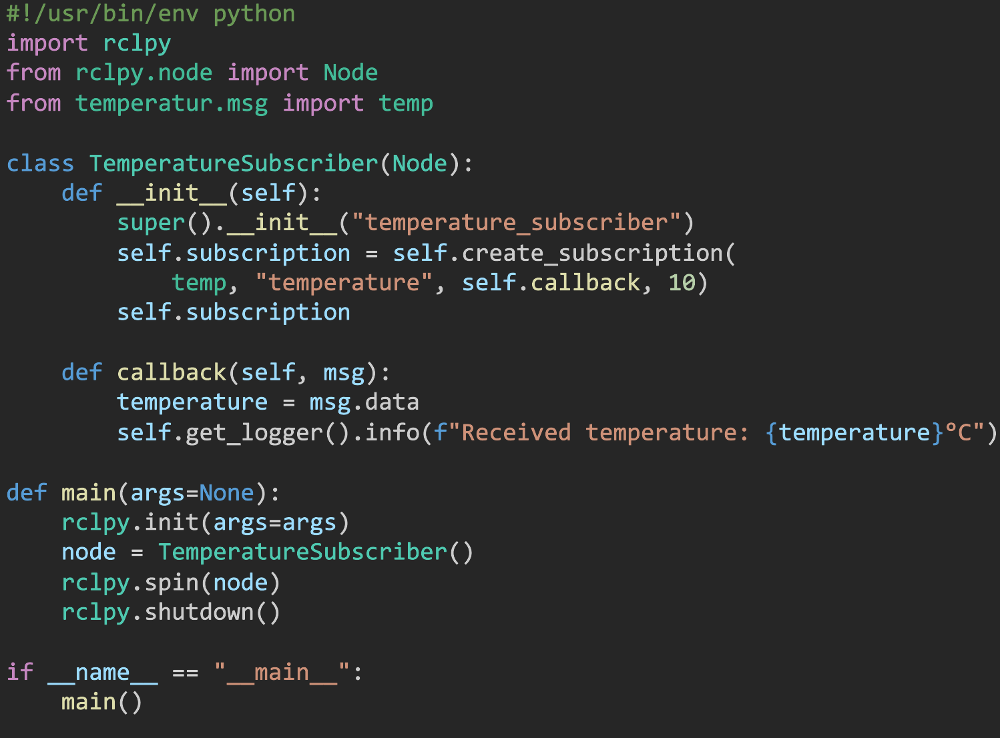 #!/usr/bin/env python
import rclpy
from rclpy.node import Node
from temperatur.msg import temp

class TemperatureSubscriber(Node):
    def __init__(self):
        super().__init__("temperature_subscriber")
        self.subscription = self.create_subscription(
            temp, "temperature", self.callback, 10)
        self.subscription

    def callback(self, msg):
        temperature = msg.data
        self.get_logger().info(f"Received temperature: {temperature}°C")

def main(args=None):
    rclpy.init(args=args)
    node = TemperatureSubscriber()
    rclpy.spin(node)
    rclpy.shutdown()

if __name__ == "__main__":
    main()